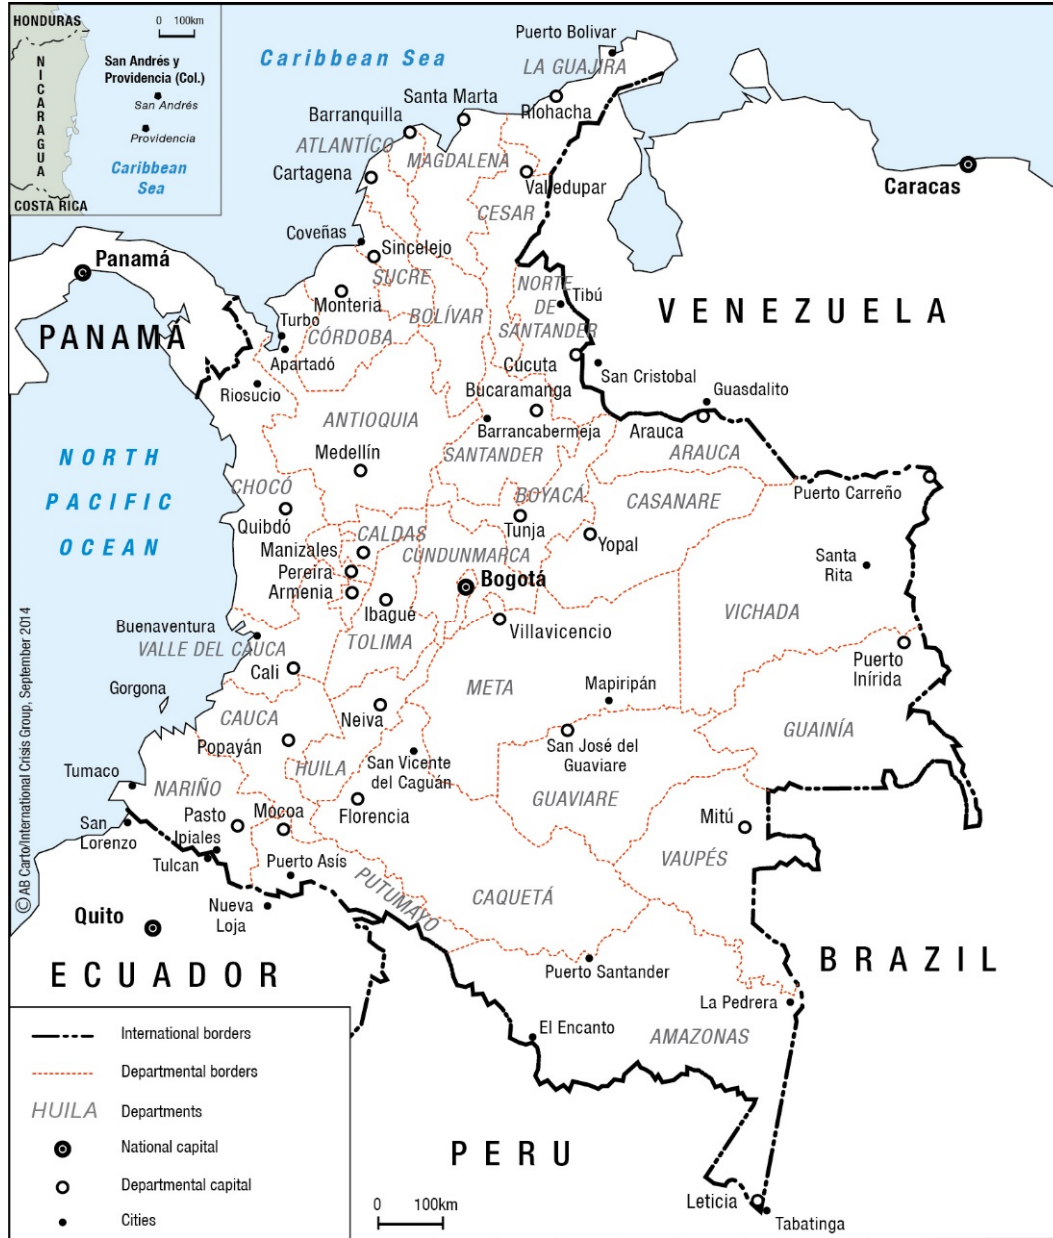 HONDURAS
NICARAGUA
COSTA RICA
0 100km
San Andrés y
Providencia (Col.)
San Andrés
Providencia
Caribbean
Sea
Caribbean Sea
Puerto Bolivar
LA GUAJIRA
Santa Marta
Riohacha
Barranquilla
ATLANTÍCO
MAGDALENA
Cartagena
Valledupar
Caracas
CESAR
Coveñas
Sincelejo
Panamá
SUCRE
NORTE
DE
SANTANDER
Tibú
Monteria
BOLÍVAR
VENEZUELA
PANAMÁ
Turbo
CÓRDOBA
Apartadó
Cúcuta
San Cristobal
Riosucio
Bucaramanga
Guasdalito
ANTIOQUIA
Barrancabermeja
Arauca
ARAUCA
Medellín
SANTANDER
NORTH
PACIFIC
OCEAN
CHOCÓ
BOYACÁ
CASANARE
Puerto Carreño
Quibdó
Tunja
CALDAS
Manizales
CUNDUNMARCA
Yopal
Pereira
Armenia
Bogotá
Santa
Rita
Ibagué
VICHADA
Buenaventura
Villavicencio
VALLE DEL CAUCA
TOLIMA
Cali
Puerto
Inírida
Gorgona
META
Mapiripán
CAUCA
Neiva
GUAINÍA
Popayán
San José del
Guaviare
San Vicente
del Caguán
HUILA
Tumaco
NARIÑO
GUAVIARE
Pasto
Mocoa
Florencia
Mitú
San
Lorenzo
Ipiales
Tulcan
VAUPÉS
Puerto Asís
PUTUMAYO
CAQUETÁ
Nueva
Loja
Quito
ECUADOR
BRAZIL
Puerto Santander
La Pedrera
El Encanto
AMAZONAS
PERU
Leticia
Tabatinga
0 100km
International borders
Departmental borders
HUILA Departments
National capital
Departmental capital
Cities
©AB Carto/International Crisis Group, September 2014